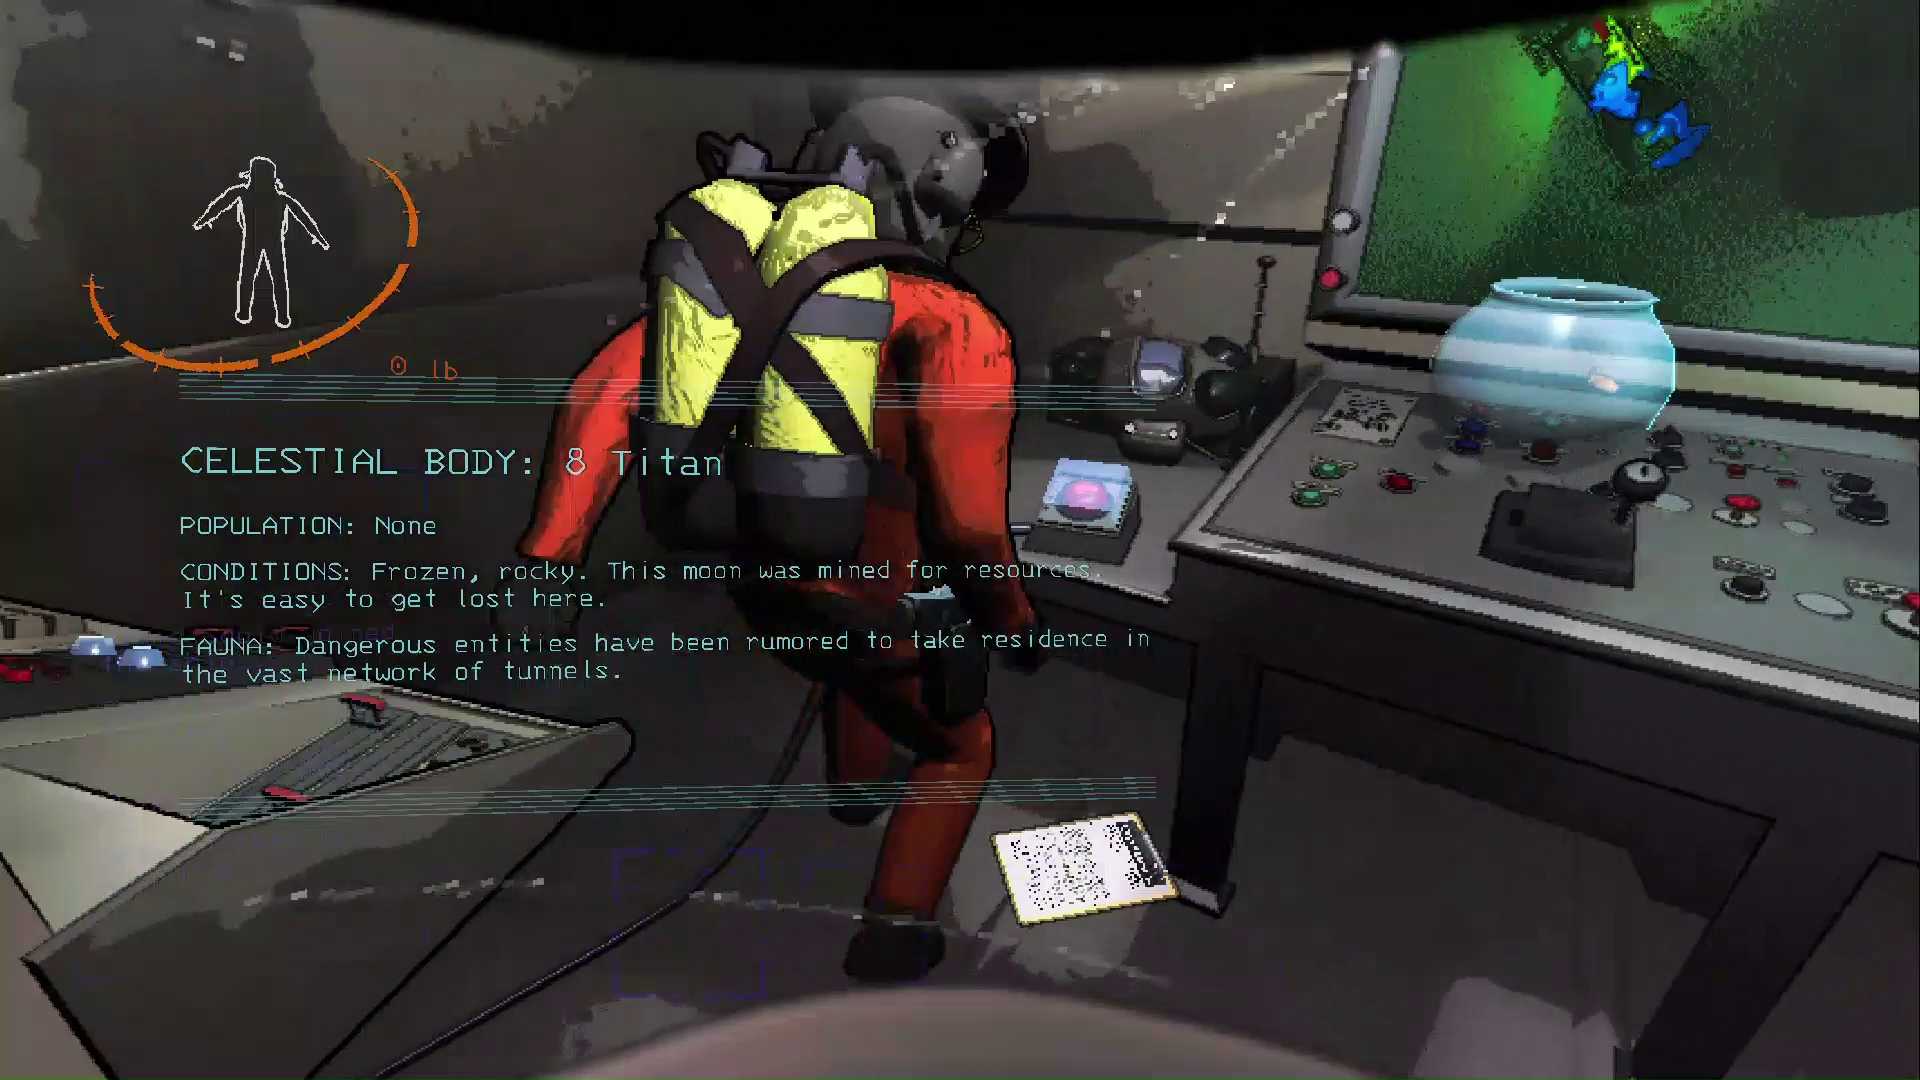 0 lb
CELESTIAL BODY: 8 Titan
POPULATION: None
CONDITIONS: Frozen, rocky. This moon was mined for resources.
It's easy to get lost here.
FAUNA: Dangerous entities have been rumored to take residence in
the vast network of tunnels.